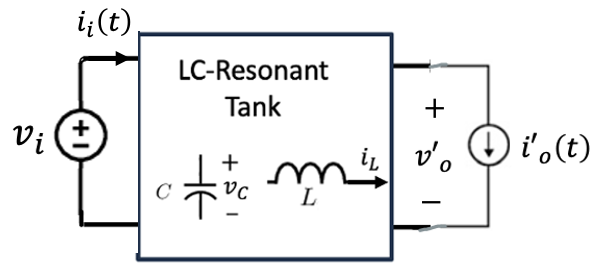 i_i(t)
LC-Resonant
Tank
v_i
+
−
C
+
v_C
−
L
i_L
+
v'_o
−
i'_o(t)